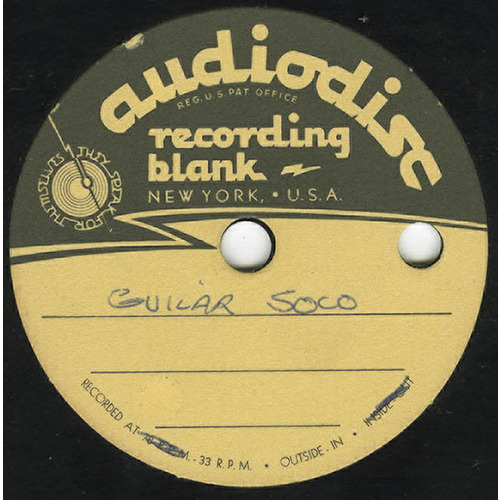 audiodisc
REG. U.S. PAT OFFICE
recording
blank
NEW YORK, • U.S.A.
THEY SPEAK FOR THEMSELVES
GUILAR SOLO
RECORDED AT M. - 33 R.P.M. • OUTSIDE - IN • INSIDE-OUT